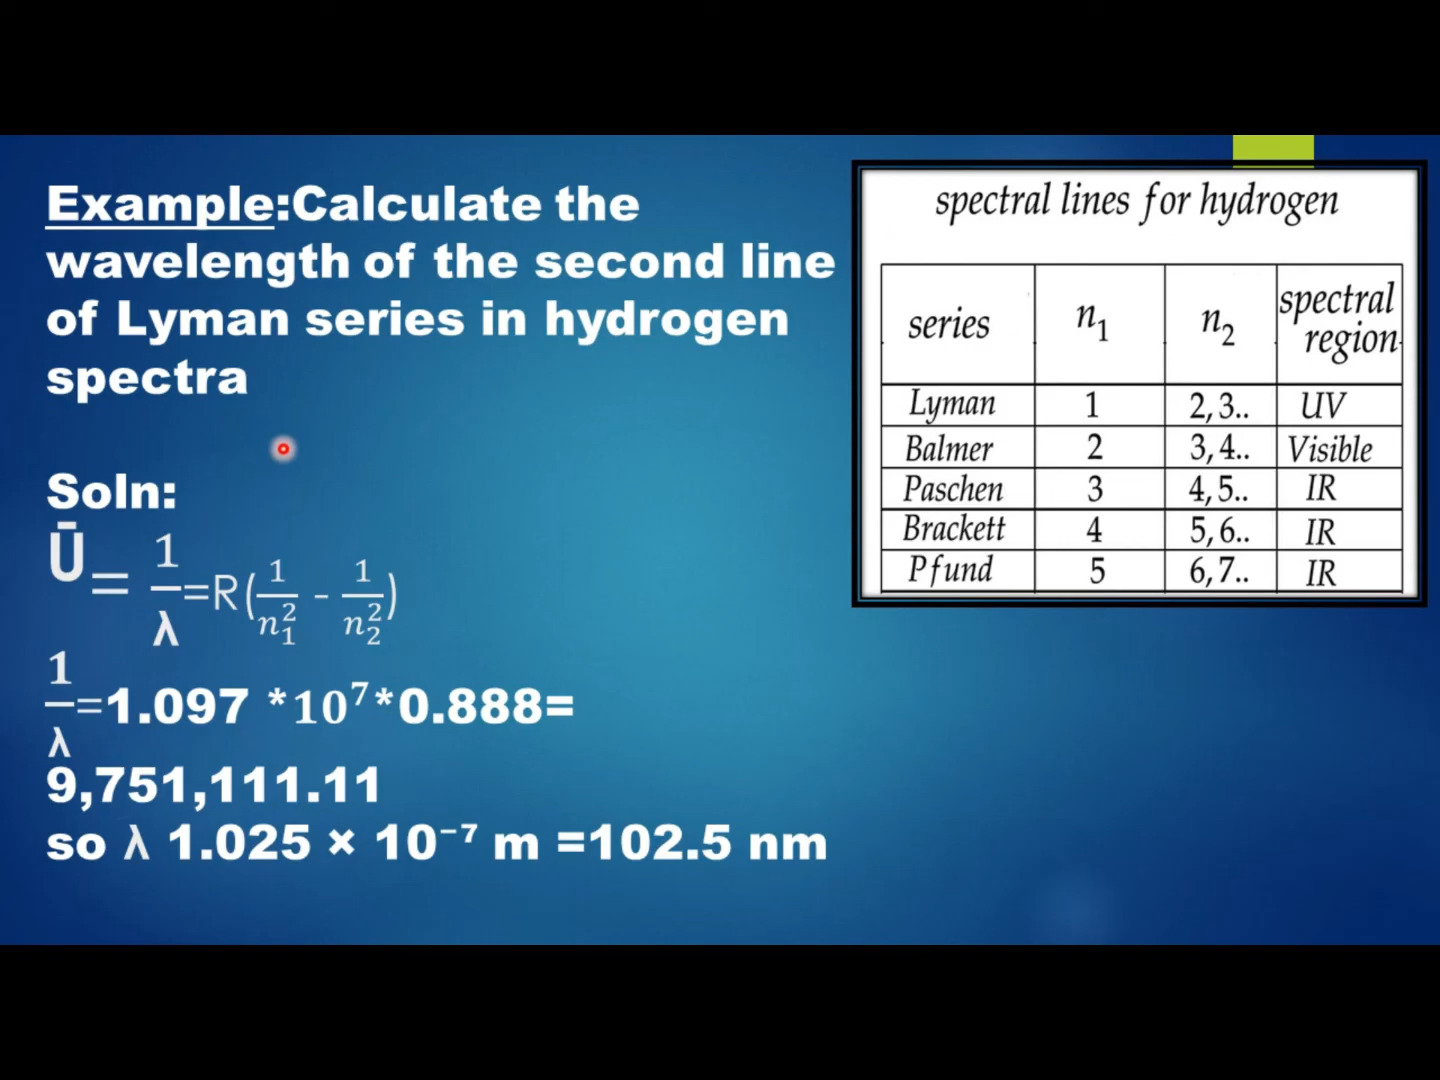 Example:Calculate the
wavelength of the second line
of Lyman series in hydrogen
spectra
Soln:
Ū = 1/λ =R(1/n₁² - 1/n₂²)
1/λ =1.097 *10⁷*0.888=
9,751,111.11
so λ 1.025 × 10⁻⁷ m =102.5 nm
spectral lines for hydrogen
series n₁ n₂ spectral region
Lyman 1 2,3.. UV
Balmer 2 3,4.. Visible
Paschen 3 4,5.. IR
Brackett 4 5,6.. IR
Pfund 5 6,7.. IR